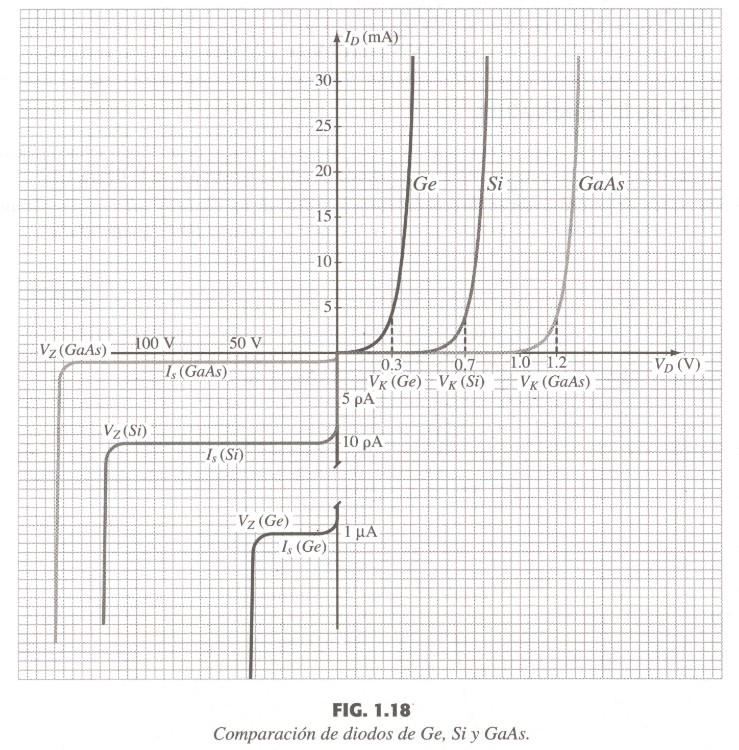 I_D (mA)
30
25
20
Ge
Si
GaAs
15
10
5
V_Z (GaAs)
100 V
50 V
0.3
0.7
1.0
1.2
V_D (V)
I_s (GaAs)
V_K (Ge)
V_K (Si)
V_K (GaAs)
5 ρA
V_Z (Si)
10 ρA
I_s (Si)
V_Z (Ge)
1 μA
I_s (Ge)
FIG. 1.18
Comparación de diodos de Ge, Si y GaAs.